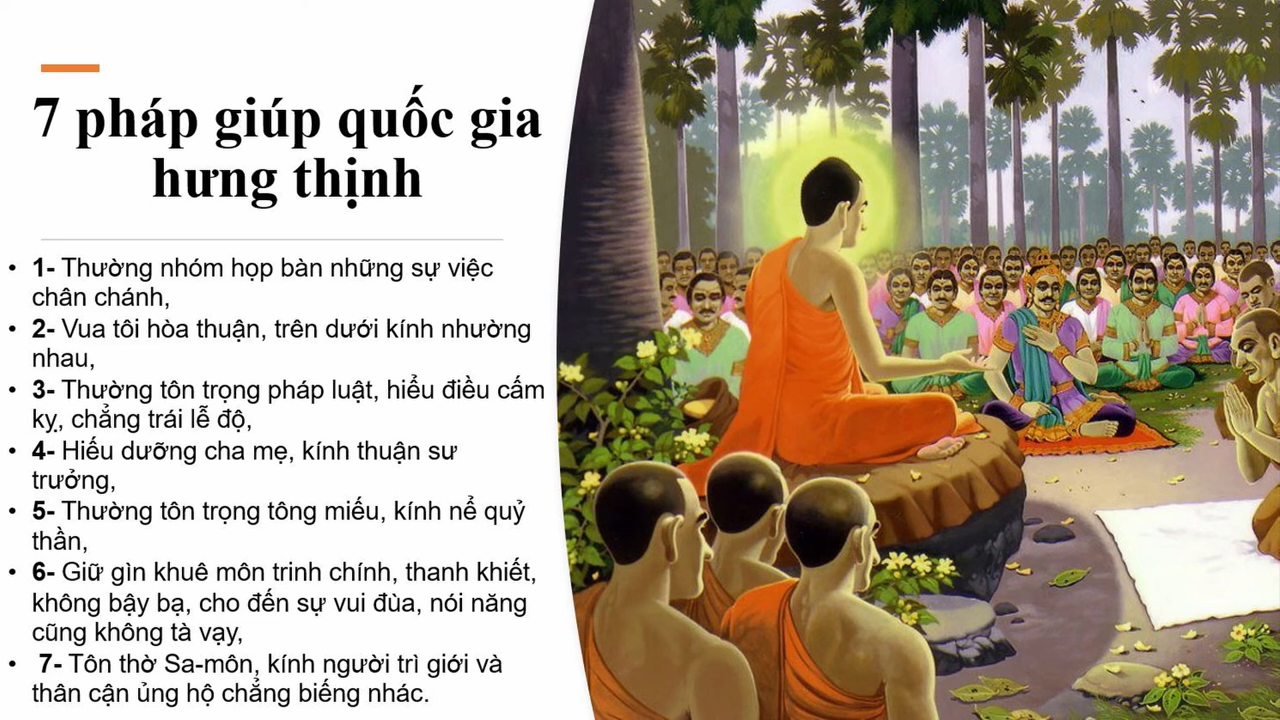 7 pháp giúp quốc gia
hưng thịnh
• 1- Thường nhóm họp bàn những sự việc
chân chánh,
• 2- Vua tôi hòa thuận, trên dưới kính nhường
nhau,
• 3- Thường tôn trọng pháp luật, hiểu điều cấm
kỵ, chẳng trái lễ độ,
• 4- Hiếu dưỡng cha mẹ, kính thuận sư
trưởng,
• 5- Thường tôn trọng tông miếu, kính nể quỷ
thần,
• 6- Giữ gìn khuê môn trinh chính, thanh khiết,
không bậy bạ, cho đến sự vui đùa, nói năng
cũng không tà vạy,
• 7- Tôn thờ Sa-môn, kính người trì giới và
thân cận ủng hộ chẳng biếng nhác.